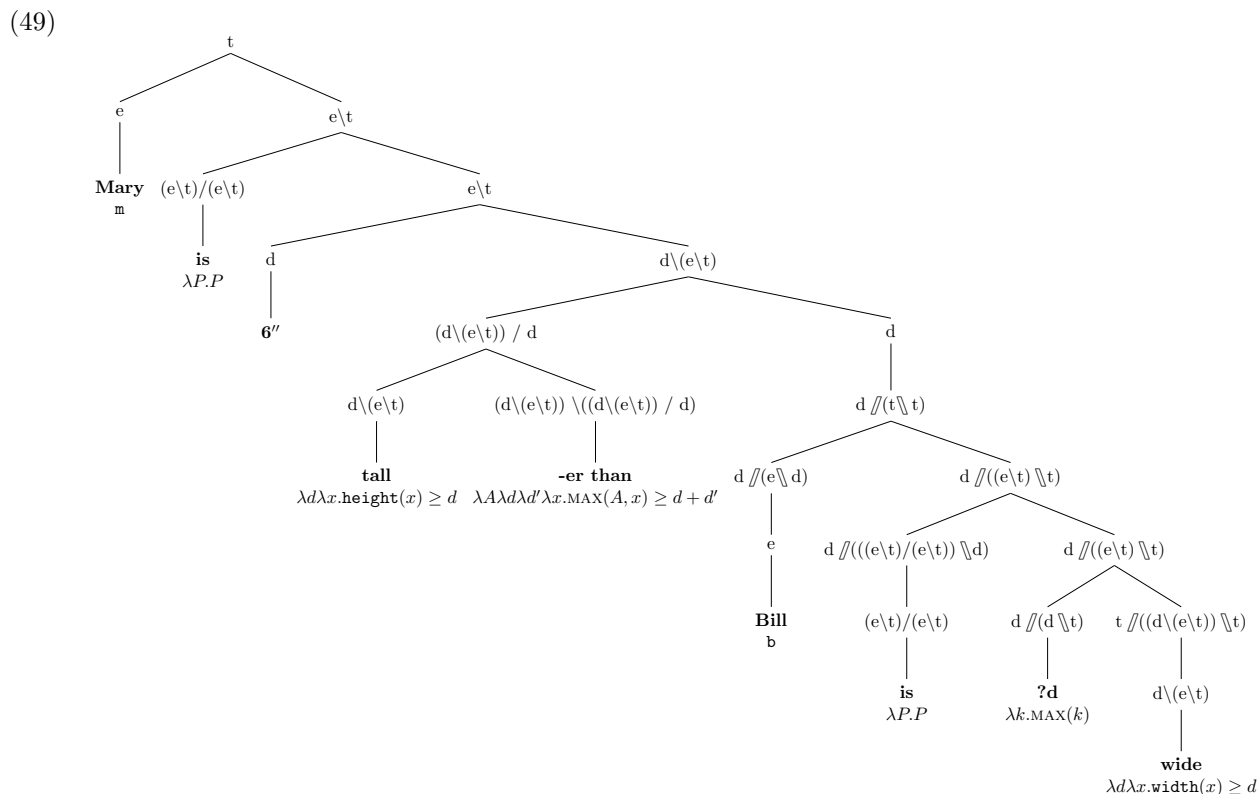 (49)
t
e e\t
Mary (e\t)/(e\t) e\t
m
is d d\(e\t)
λP.P
6″ (d\(e\t)) / d d
d\(e\t) (d\(e\t)) \((d\(e\t)) / d) d ⫽(t⑊ t)
tall -er than d ⫽(e⑊ d) d ⫽((e\t) ⑊t)
λdλx.height(x) ≥ d λAλdλd′λx.MAX(A, x) ≥ d + d′
e d ⫽(((e\t)/(e\t)) ⑊d) d ⫽((e\t) ⑊t)
Bill (e\t)/(e\t) d ⫽(d ⑊t) t ⫽((d\(e\t)) ⑊t)
b
is ?d d\(e\t)
λP.P λk.MAX(k)
wide
λdλx.width(x) ≥ d